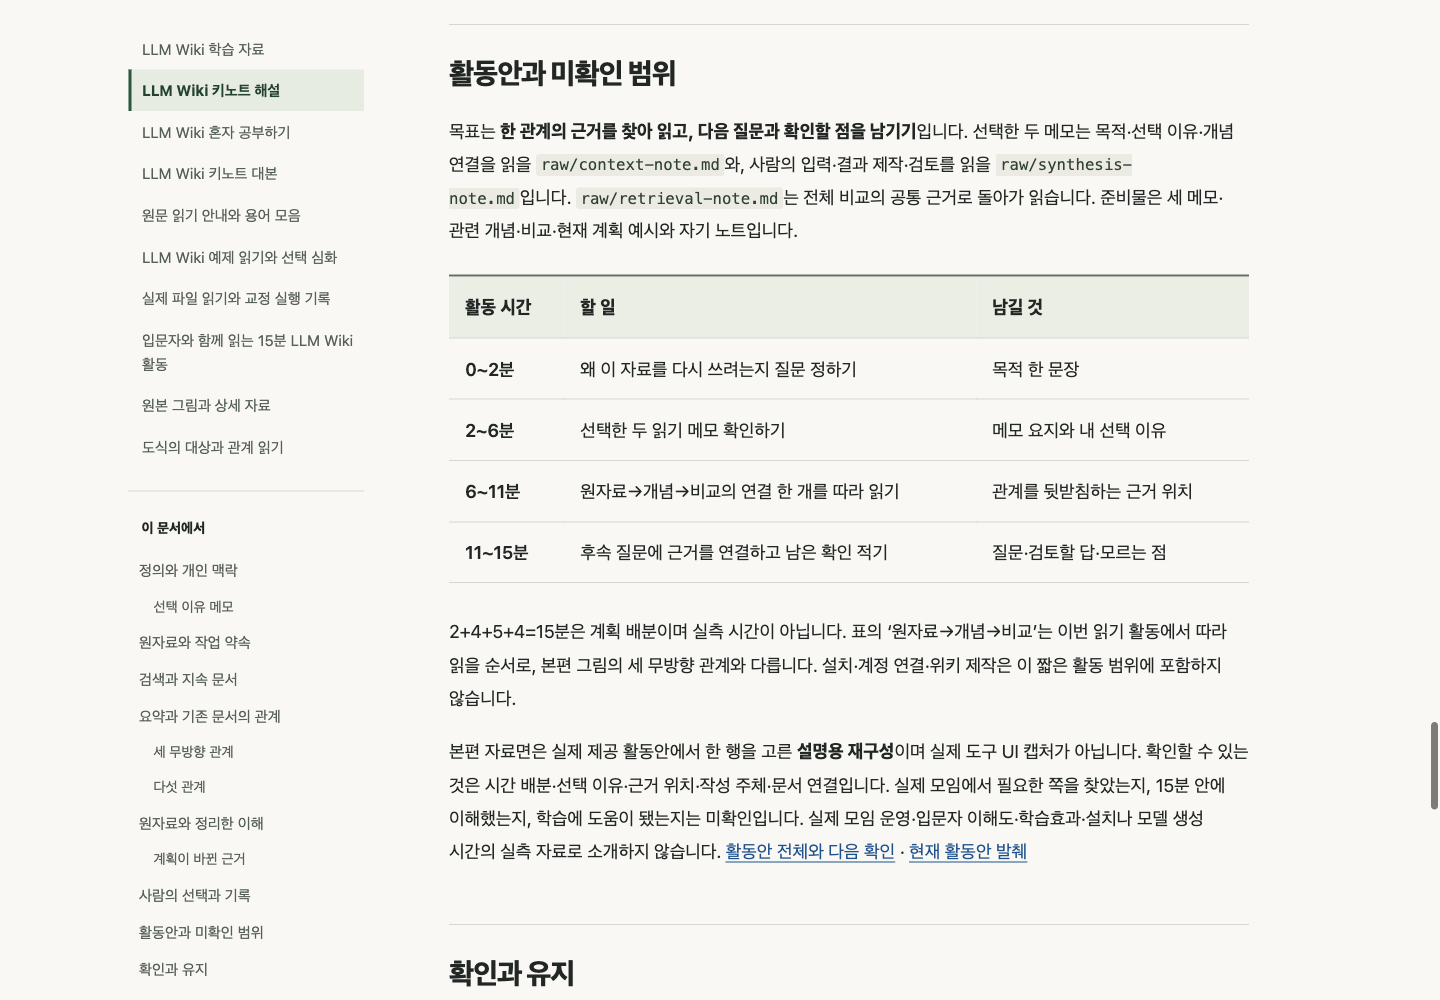 LLM Wiki 학습 자료
LLM Wiki 키노트 해설
LLM Wiki 혼자 공부하기
LLM Wiki 키노트 대본
원문 읽기 안내와 용어 모음
LLM Wiki 예제 읽기와 선택 심화
실제 파일 읽기와 교정 실행 기록
입문자와 함께 읽는 15분 LLM Wiki
활동
원본 그림과 상세 자료
도식의 대상과 관계 읽기
이 문서에서
정의와 개인 맥락
선택 이유 메모
원자료와 작업 약속
검색과 지속 문서
요약과 기존 문서의 관계
세 무방향 관계
다섯 관계
원자료와 정리한 이해
계획이 바뀐 근거
사람의 선택과 기록
활동안과 미확인 범위
확인과 유지
활동안과 미확인 범위
목표는 한 관계의 근거를 찾아 읽고, 다음 질문과 확인할 점을 남기기입니다. 선택한 두 메모는 목적·선택 이유·개념
연결을 읽을 raw/context-note.md와, 사람의 입력·결과 제작·검토를 읽을 raw/synthesis-
note.md입니다. raw/retrieval-note.md는 전체 비교의 공통 근거로 돌아가 읽습니다. 준비물은 세 메모·
관련 개념·비교·현재 계획 예시와 자기 노트입니다.
활동 시간 할 일 남길 것
0~2분 왜 이 자료를 다시 쓰려는지 질문 정하기 목적 한 문장
2~6분 선택한 두 읽기 메모 확인하기 메모 요지와 내 선택 이유
6~11분 원자료→개념→비교의 연결 한 개를 따라 읽기 관계를 뒷받침하는 근거 위치
11~15분 후속 질문에 근거를 연결하고 남은 확인 적기 질문·검토할 답·모르는 점
2+4+5+4=15분은 계획 배분이며 실측 시간이 아닙니다. 표의 ‘원자료→개념→비교’는 이번 읽기 활동에서 따라
읽을 순서로, 본편 그림의 세 무방향 관계와 다릅니다. 설치·계정 연결·위키 제작은 이 짧은 활동 범위에 포함하지
않습니다.
본편 자료면은 실제 제공 활동안에서 한 행을 고른 설명용 재구성이며 실제 도구 UI 캡처가 아닙니다. 확인할 수 있는
것은 시간 배분·선택 이유·근거 위치·작성 주체·문서 연결입니다. 실제 모임에서 필요한 쪽을 찾았는지, 15분 안에
이해했는지, 학습에 도움이 됐는지는 미확인입니다. 실제 모임 운영·입문자 이해도·학습효과·설치나 모델 생성
시간의 실측 자료로 소개하지 않습니다. 활동안 전체와 다음 확인 · 현재 활동안 발췌
확인과 유지